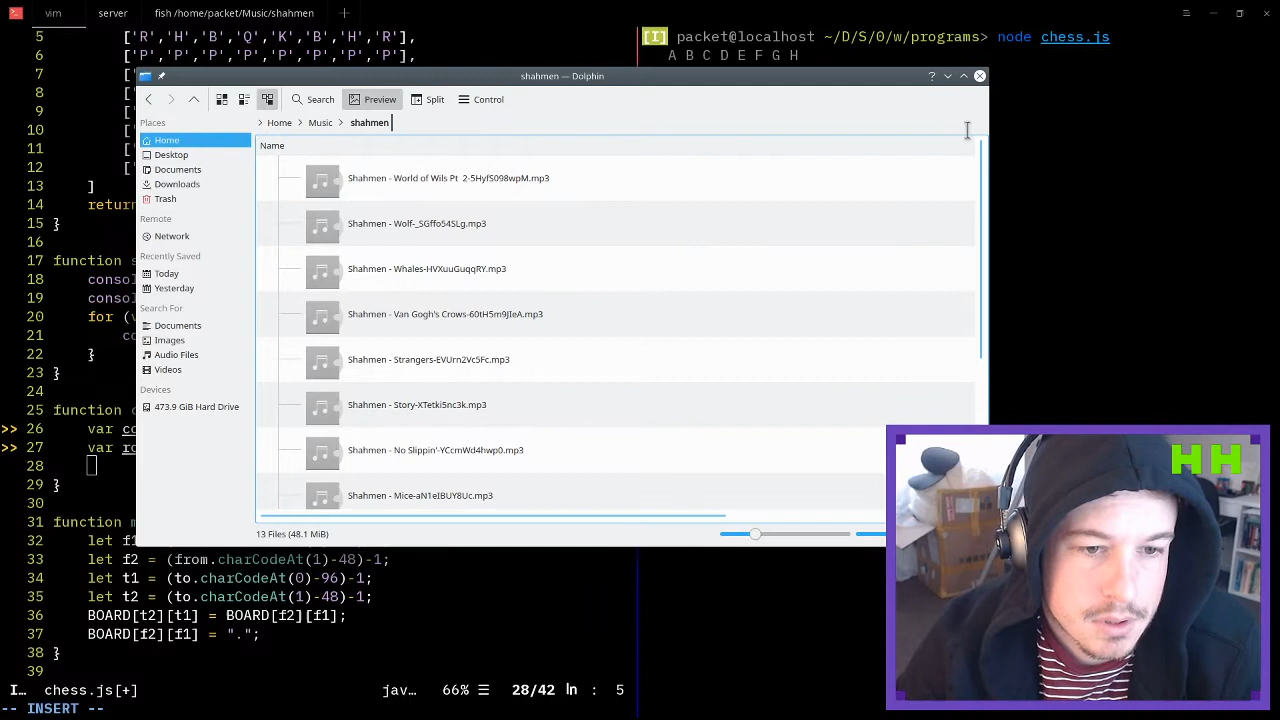 vim server fish /home/packet/Music/shahmen
5 ['R','H','B','Q','K','B','H','R'],
6 ['P','P','P','P','P','P','P','P'],
7 [
8 [
9 [
10 [
11 [
12 [
13 ]
14 return
15 }
16
17 function s
18 consol
19 consol
20 for (v
21 co
22 }
23 }
24
25 function c
>> 26 var co
>> 27 var ro
28
29 }
30
31 function m
32 let f1
33 let f2 = (from.charCodeAt(1)-48)-1;
34 let t1 = (to.charCodeAt(0)-96)-1;
35 let t2 = (to.charCodeAt(1)-48)-1;
36 BOARD[t2][t1] = BOARD[f2][f1];
37 BOARD[f2][f1] = ".";
38 }
39
I… chess.js[+] jav… 66% ☰ 28/42 ln : 5
-- INSERT --
[I] packet@localhost ~/D/S/0/w/programs> node chess.js
A B C D E F G H
shahmen — Dolphin
Search Preview Split Control
Places
Home
Desktop
Documents
Downloads
Trash
Remote
Network
Recently Saved
Today
Yesterday
Search For
Documents
Images
Audio Files
Videos
Devices
473.9 GiB Hard Drive
> Home > Music > shahmen
Name
Shahmen - World of Wils Pt 2-5HyfS098wpM.mp3
Shahmen - Wolf-_SGffo54SLg.mp3
Shahmen - Whales-HVXuuGuqqRY.mp3
Shahmen - Van Gogh's Crows-60tH5m9JIeA.mp3
Shahmen - Strangers-EVUrn2Vc5Fc.mp3
Shahmen - Story-XTetki5nc3k.mp3
Shahmen - No Slippin'-YCcmWd4hwp0.mp3
Shahmen - Mice-aN1eIBUY8Uc.mp3
13 Files (48.1 MiB)
HH